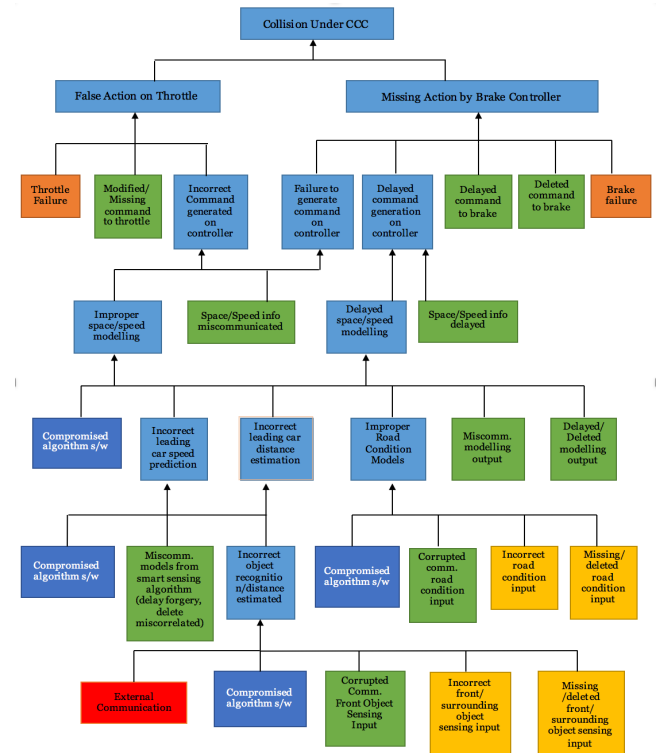 Collision Under CCC
False Action on Throttle
Missing Action by Brake Controller
Throttle
Failure
Modified/
Missing
command
to throttle
Incorrect
Command
generated
on
controller
Failure to
generate
command
on
controller
Delayed
command
generation
on
controller
Delayed
command
to brake
Deleted
command
to brake
Brake
failure
Improper
space/speed
modelling
Space/Speed info
miscommunicated
Delayed
space/speed
modelling
Space/Speed info
delayed
Compromised
algorithm s/w
Incorrect
leading
car speed
prediction
Incorrect
leading car
distance
estimation
Improper
Road
Condition
Models
Miscomm.
modelling
output
Delayed/
Deleted
modelling
output
Compromised
algorithm s/w
Miscomm.
models from
smart sensing
algorithm
(delay forgery,
delete
miscorrelated)
Incorrect
object
recognitio
n/distance
estimated
Compromised
algorithm s/w
Corrupted
comm.
road
condition
input
Incorrect
road
condition
input
Missing/
deleted
road
condition
input
External
Communication
Compromised
algorithm s/w
Corrupted
Comm.
Front Object
Sensing
Input
Incorrect
front/
surrounding
object
sensing input
Missing
/deleted
front/
surrounding
object sensing
input